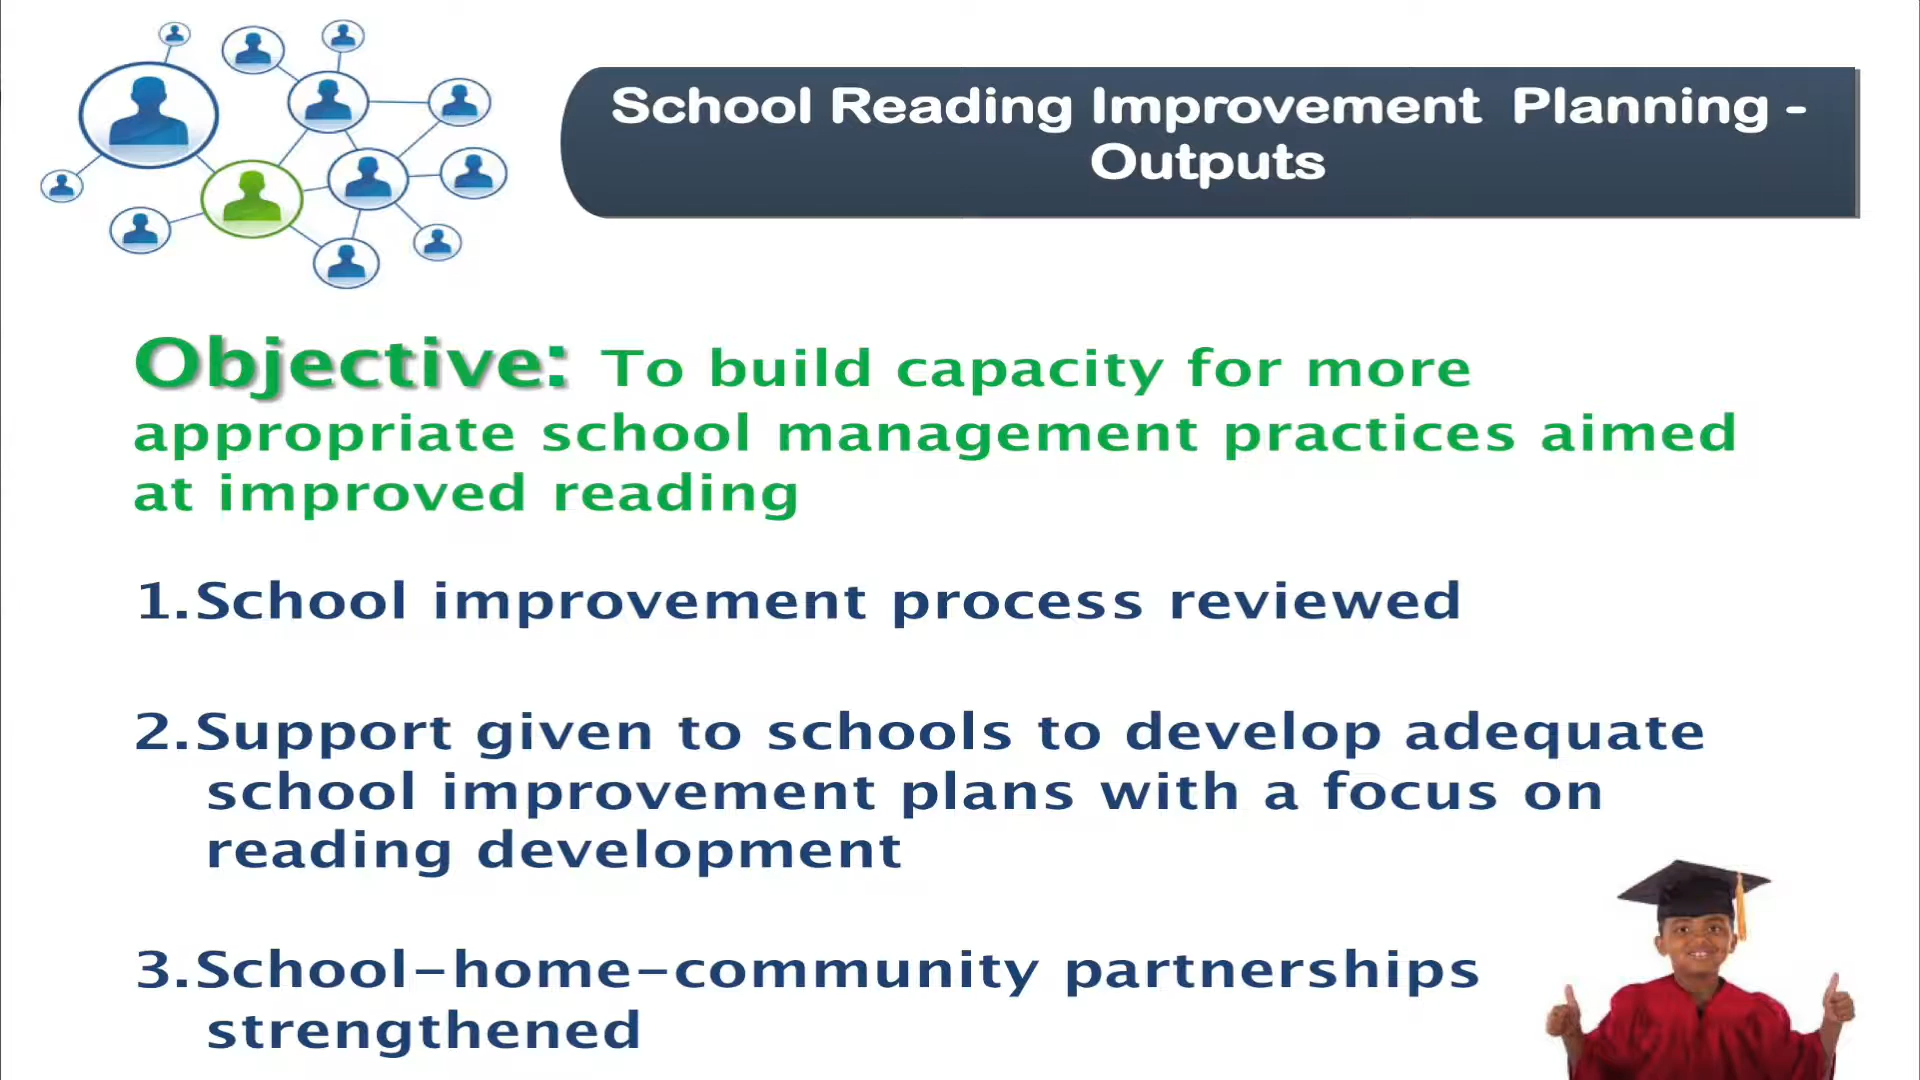 School Reading Improvement Planning -
Outputs
Objective: To build capacity for more
appropriate school management practices aimed
at improved reading
1.School improvement process reviewed
2.Support given to schools to develop adequate
school improvement plans with a focus on
reading development
3.School-home-community partnerships
strengthened